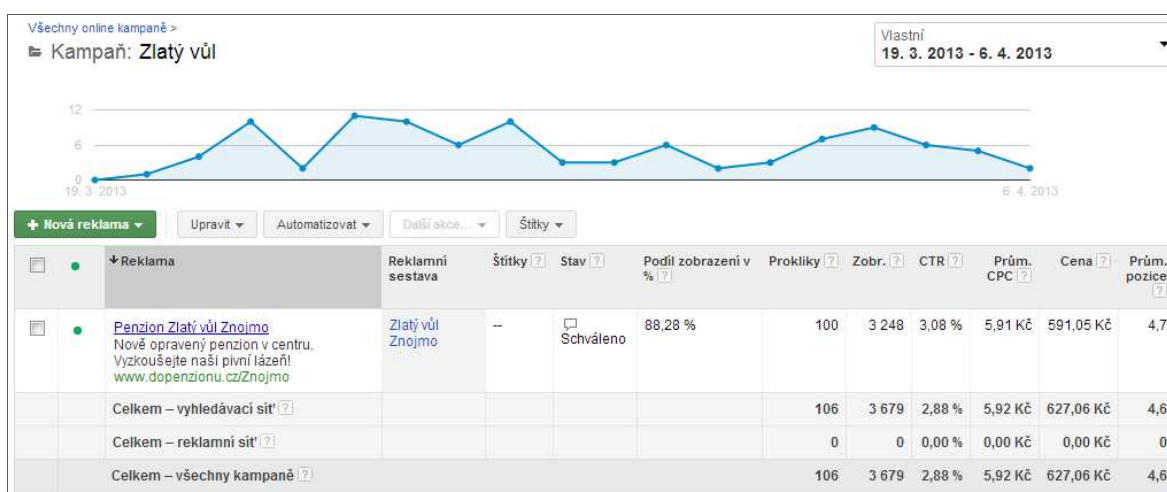 Všechny online kampaně >
Kampaň: Zlatý vůl
Vlastní
19. 3. 2013 - 6. 4. 2013
12
6
0
19. 3. 2013
6. 4. 2013
+ Nová reklama
Upravit
Automatizovat
Další akce...
Štítky
Reklama
Reklamní sestava
Štítky ?
Stav ?
Podíl zobrazení v % ?
Prokliky ?
Zobr. ?
CTR ?
Prům. CPC ?
Cena ?
Prům. pozice ?
Penzion Zlatý vůl Znojmo
Nově opravený penzion v centru.
Vyzkoušejte naši pivní lázeň!
www.dopenzionu.cz/Znojmo
Zlatý vůl
Znojmo
--
Schváleno
88,28 %
100
3 248
3,08 %
5,91 Kč
591,05 Kč
4,7
Celkem – vyhledávací síť ? 106 3 679 2,88 % 5,92 Kč 627,06 Kč 4,6
Celkem – reklamní síť ? 0 0 0,00 % 0,00 Kč 0,00 Kč 0
Celkem – všechny kampaně ? 106 3 679 2,88 % 5,92 Kč 627,06 Kč 4,6